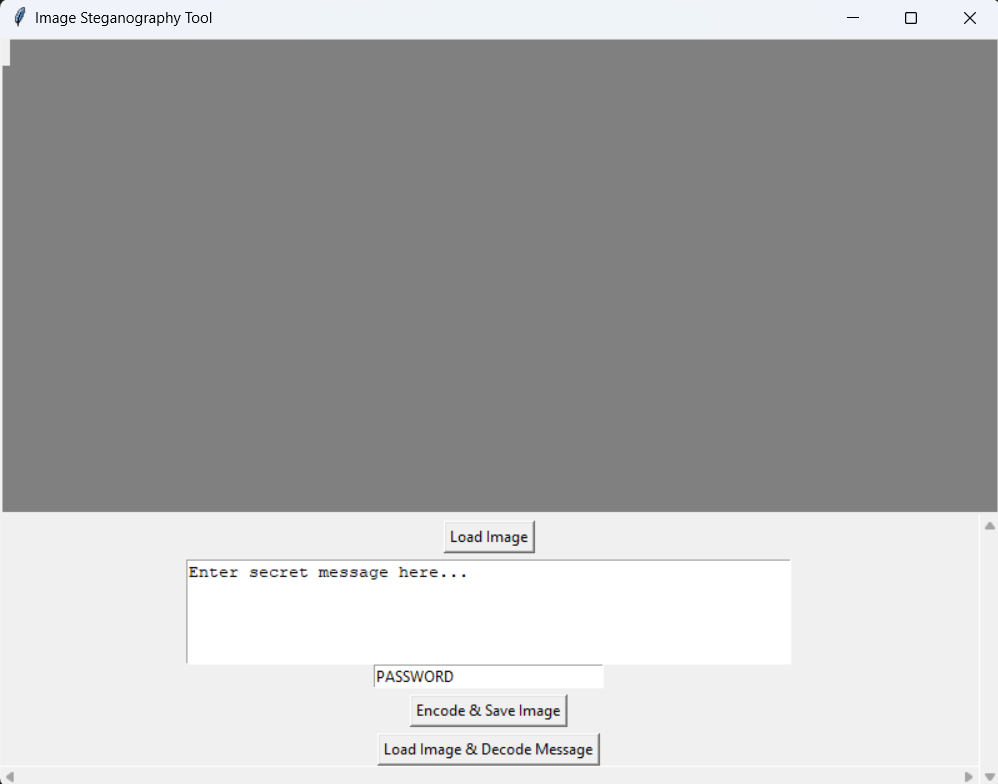 Image Steganography Tool
Load Image
Enter secret message here...
PASSWORD
Encode & Save Image
Load Image & Decode Message